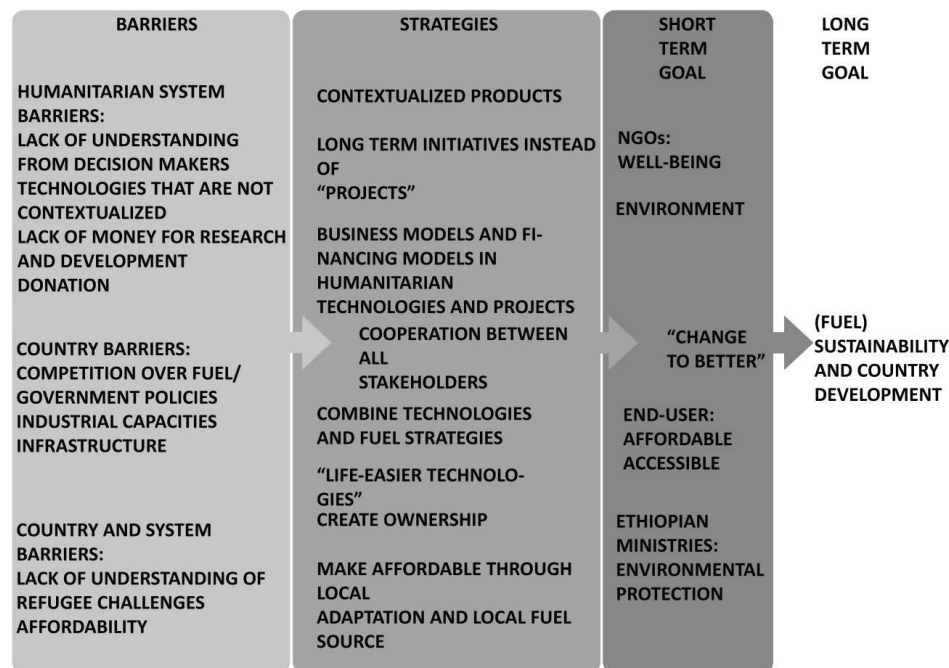 BARRIERS
HUMANITARIAN SYSTEM
BARRIERS:
LACK OF UNDERSTANDING
FROM DECISION MAKERS
TECHNOLOGIES THAT ARE NOT
CONTEXTUALIZED
LACK OF MONEY FOR RESEARCH
AND DEVELOPMENT
DONATION
COUNTRY BARRIERS:
COMPETITION OVER FUEL/
GOVERNMENT POLICIES
INDUSTRIAL CAPACITIES
INFRASTRUCTURE
COUNTRY AND SYSTEM
BARRIERS:
LACK OF UNDERSTANDING OF
REFUGEE CHALLENGES
AFFORDABILITY
STRATEGIES
CONTEXTUALIZED PRODUCTS
LONG TERM INITIATIVES INSTEAD
OF
“PROJECTS”
BUSINESS MODELS AND FI-
NANCING MODELS IN
HUMANITARIAN
TECHNOLOGIES AND PROJECTS
COOPERATION BETWEEN
ALL
STAKEHOLDERS
COMBINE TECHNOLOGIES
AND FUEL STRATEGIES
“LIFE-EASIER TECHNOLO-
GIES”
CREATE OWNERSHIP
MAKE AFFORDABLE THROUGH
LOCAL
ADAPTATION AND LOCAL FUEL
SOURCE
SHORT
TERM
GOAL
NGOs:
WELL-BEING
ENVIRONMENT
“CHANGE
TO BETTER”
END-USER:
AFFORDABLE
ACCESSIBLE
ETHIOPIAN
MINISTRIES:
ENVIRONMENTAL
PROTECTION
LONG
TERM
GOAL
(FUEL)
SUSTAINABILITY
AND COUNTRY
DEVELOPMENT